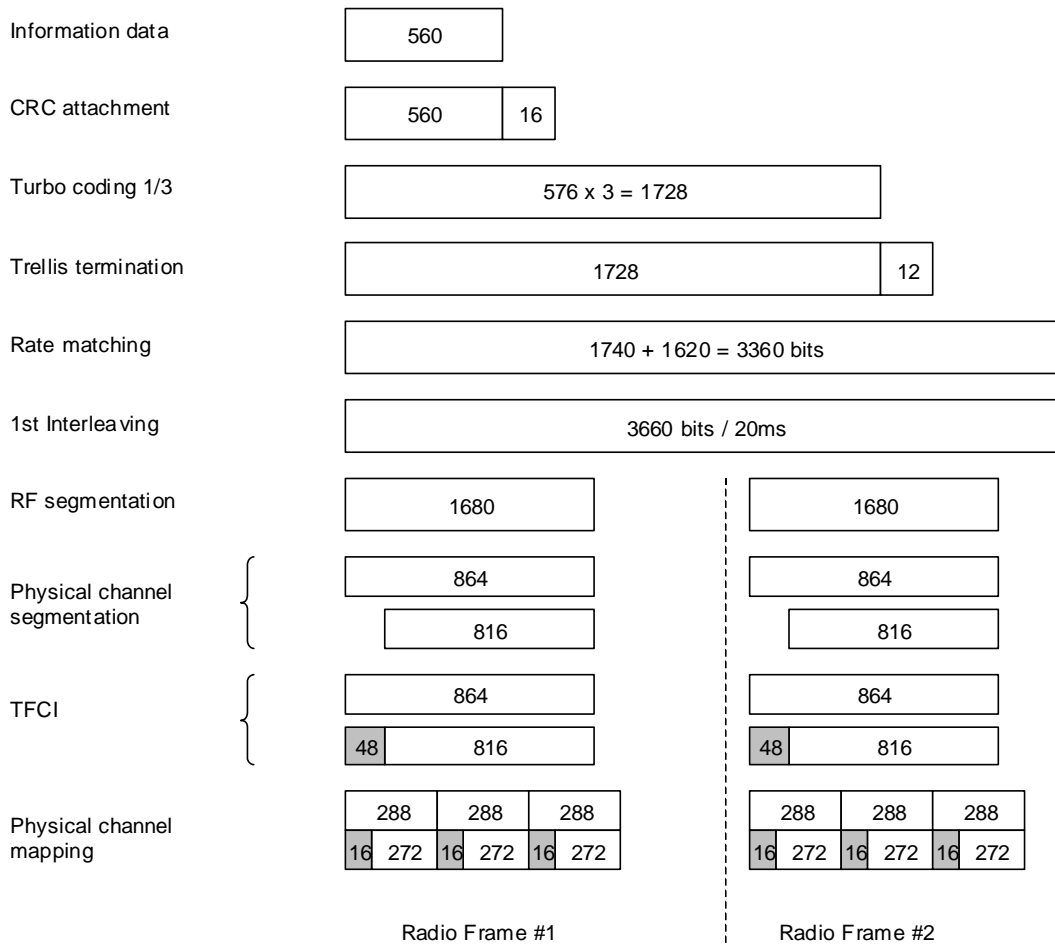 Information data
560
CRC attachment
560 16
Turbo coding 1/3
576 x 3 = 1728
Trellis termination
1728 12
Rate matching
1740 + 1620 = 3360 bits
1st Interleaving
3660 bits / 20ms
RF segmentation
1680 1680
Physical channel
segmentation
864 864
816 816
TFCI
864 864
48 816 48 816
Physical channel
mapping
288 288 288 288 288 288
16 272 16 272 16 272 16 272 16 272 16 272
Radio Frame #1 Radio Frame #2